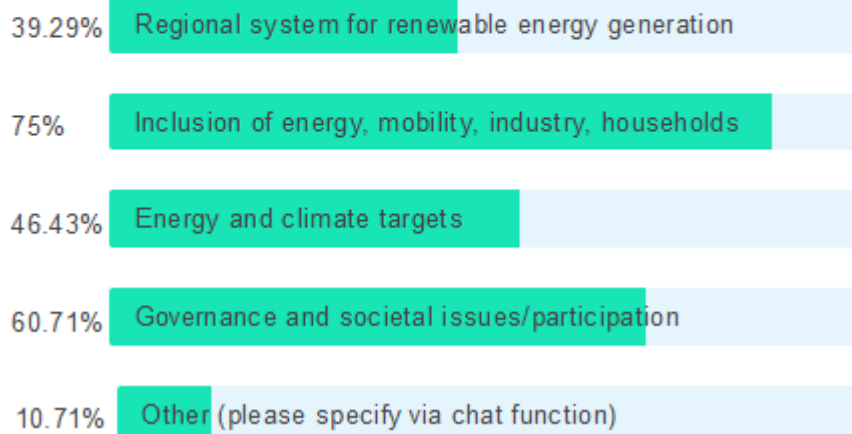 39.29% Regional system for renewable energy generation
75% Inclusion of energy, mobility, industry, households
46.43% Energy and climate targets
60.71% Governance and societal issues/participation
10.71% Other (please specify via chat function)